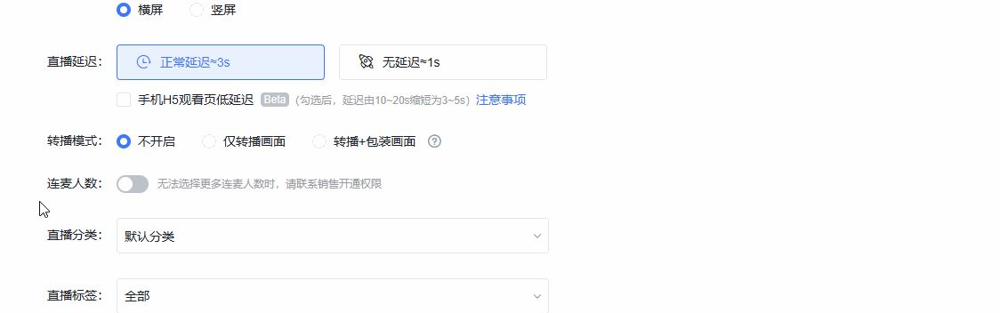 横屏 竖屏
直播延迟： 正常延迟≈3s 无延迟≈1s
手机H5观看页低延迟 Beta （勾选后，延迟由10~20s缩短为3~5s） 注意事项
转播模式： 不开启 仅转播画面 转播+包装画面 ?
连麦人数： 无法选择更多连麦人数时，请联系销售开通权限
直播分类： 默认分类
直播标签： 全部